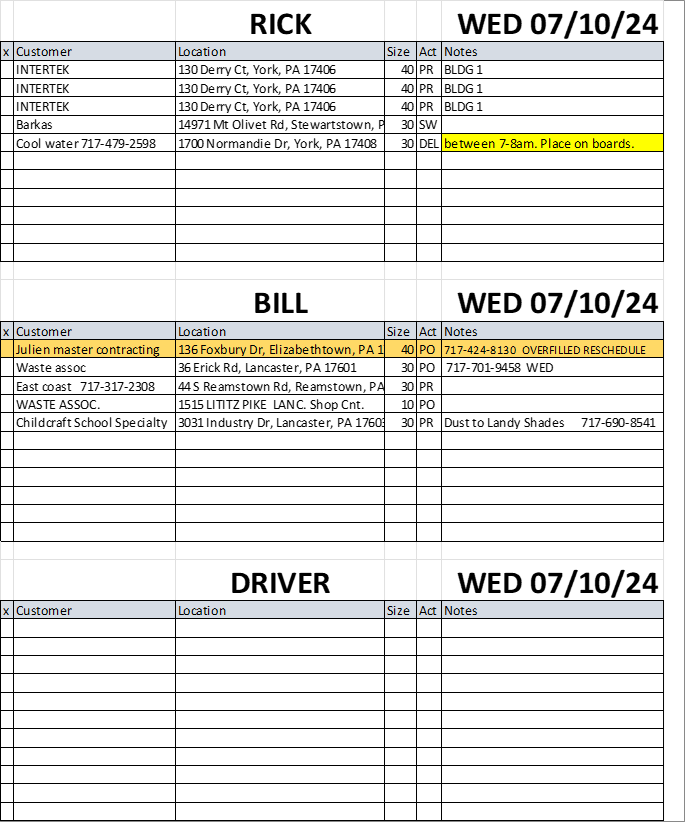 RICK WED 07/10/24
x Customer Location Size Act Notes
INTERTEK 130 Derry Ct, York, PA 17406 40 PR BLDG 1
INTERTEK 130 Derry Ct, York, PA 17406 40 PR BLDG 1
INTERTEK 130 Derry Ct, York, PA 17406 40 PR BLDG 1
Barkas 14971 Mt Olivet Rd, Stewartstown, P 30 SW
Cool water 717-479-2598 1700 Normandie Dr, York, PA 17408 30 DEL between 7-8am. Place on boards.
BILL WED 07/10/24
x Customer Location Size Act Notes
Julien master contracting 136 Foxbury Dr, Elizabethtown, PA 1 40 PO 717-424-8130 OVERFILLED RESCHEDULE
Waste assoc 36 Erick Rd, Lancaster, PA 17601 30 PO 717-701-9458 WED
East coast 717-317-2308 44 S Reamstown Rd, Reamstown, PA 30 PR
WASTE ASSOC. 1515 LITITZ PIKE LANC. Shop Cnt. 10 PO
Childcraft School Specialty 3031 Industry Dr, Lancaster, PA 17603 30 PR Dust to Landy Shades 717-690-8541
DRIVER WED 07/10/24
x Customer Location Size Act Notes